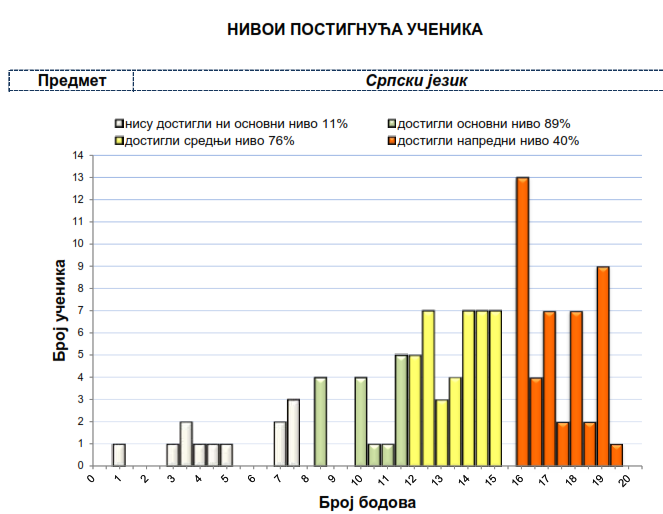 НИВОИ ПОСТИГНУЋА УЧЕНИКА
Предмет Српски језик
нису достигли ни основни ниво 11% достигли основни ниво 89%
достигли средњи ниво 76% достигли напредни ниво 40%
14
13
12
11
10
9
8
7
6
5
4
3
2
1
0
Број ученика
0 1 2 3 4 5 6 7 8 9 10 11 12 13 14 15 16 17 18 19 20
Број бодова